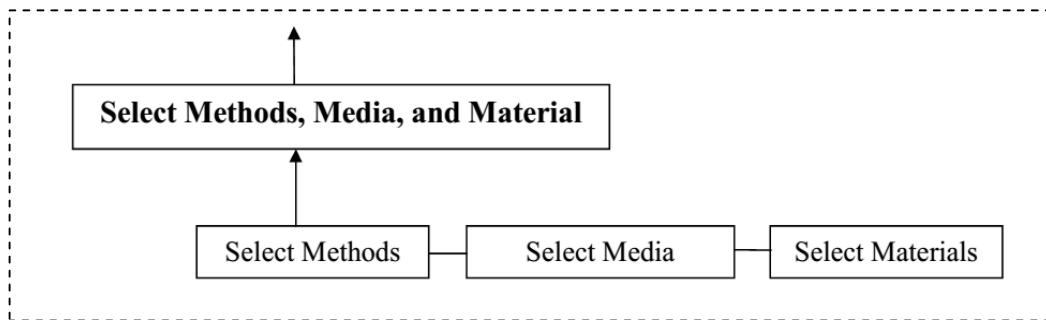 Select Methods, Media, and Material
Select Methods
Select Media
Select Materials